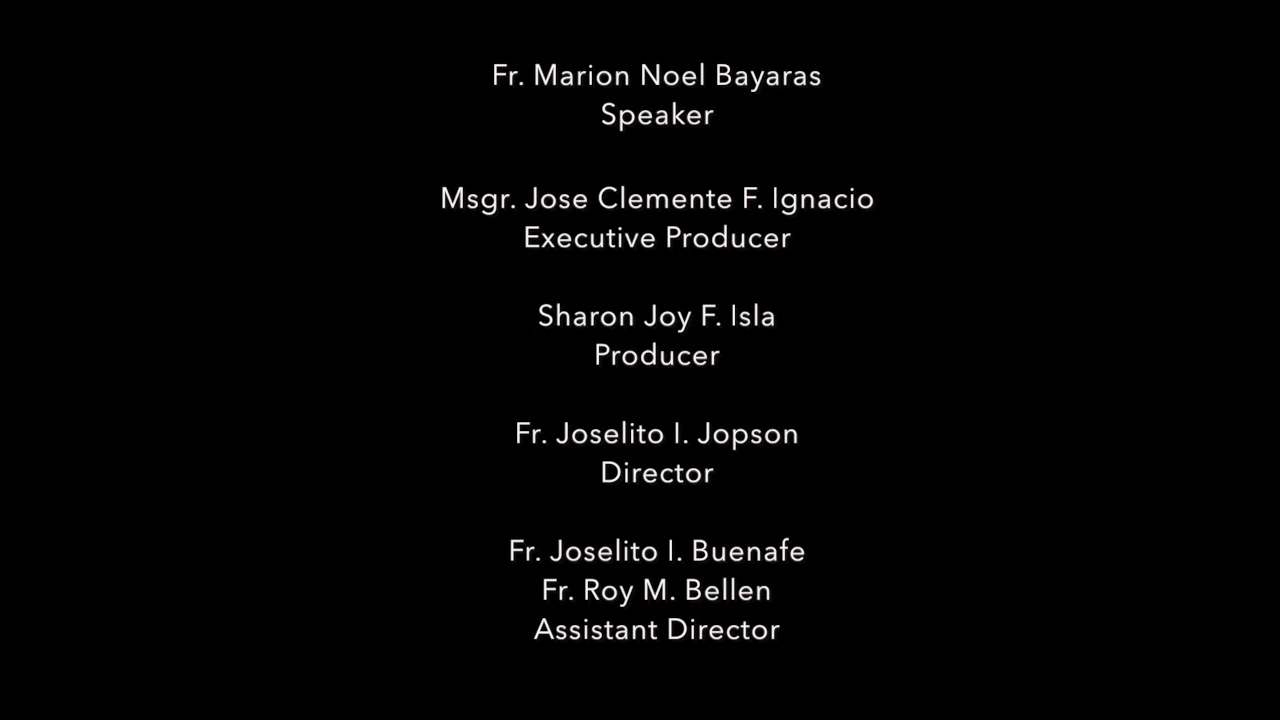 Fr. Marion Noel Bayaras
Speaker
Msgr. Jose Clemente F. Ignacio
Executive Producer
Sharon Joy F. Isla
Producer
Fr. Joselito I. Jopson
Director
Fr. Joselito I. Buenafe
Fr. Roy M. Bellen
Assistant Director